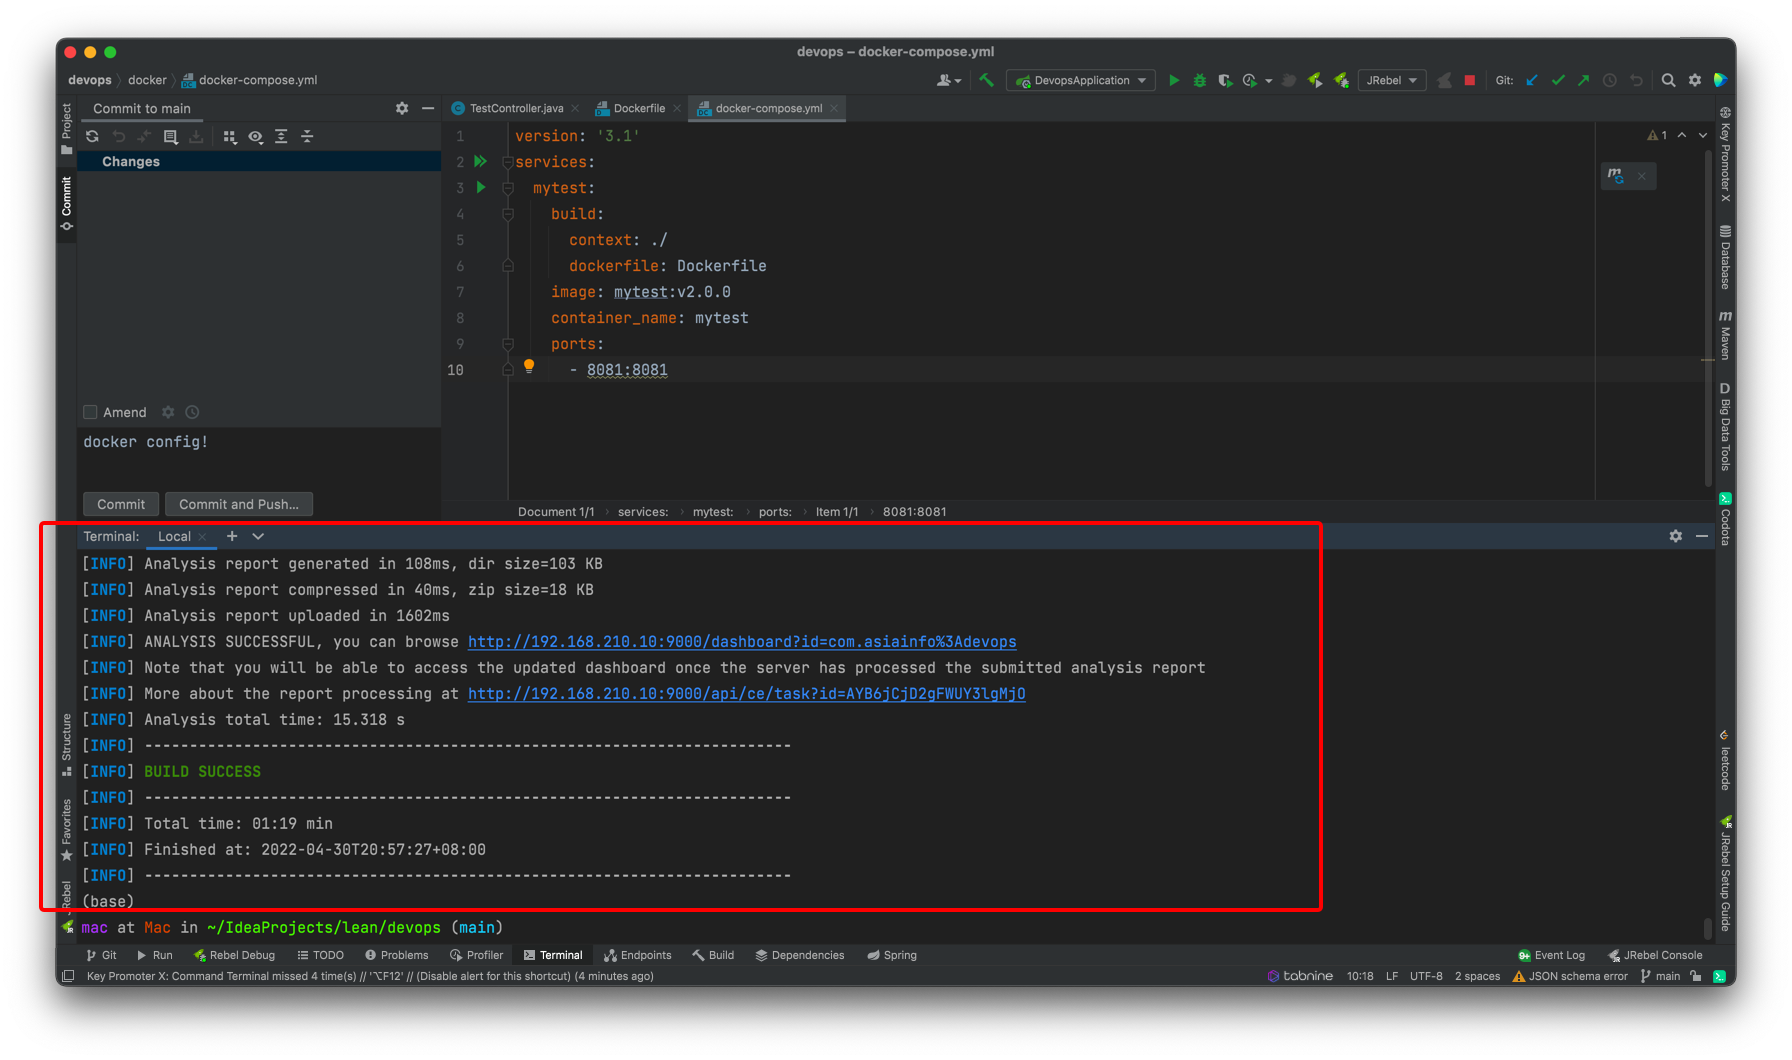 devops – docker-compose.yml
devops
docker
docker-compose.yml
DevopsApplication
JRebel
Git:
Project
Commit
Structure
Favorites
JRebel
Commit to main
Changes
Amend
docker config!
Commit
Commit and Push...
TestController.java
Dockerfile
docker-compose.yml
1 version: '3.1'
2 services:
3 mytest:
4 build:
5 context: ./
6 dockerfile: Dockerfile
7 image: mytest:v2.0.0
8 container_name: mytest
9 ports:
10 - 8081:8081
1
Document 1/1
services:
mytest:
ports:
Item 1/1
8081:8081
Key Promoter X
Database
Maven
Big Data Tools
Codota
leetcode
JRebel Setup Guide
Terminal:
Local
[INFO] Analysis report generated in 108ms, dir size=103 KB
[INFO] Analysis report compressed in 40ms, zip size=18 KB
[INFO] Analysis report uploaded in 1602ms
[INFO] ANALYSIS SUCCESSFUL, you can browse http://192.168.210.10:9000/dashboard?id=com.asiainfo%3Adevops
[INFO] Note that you will be able to access the updated dashboard once the server has processed the submitted analysis report
[INFO] More about the report processing at http://192.168.210.10:9000/api/ce/task?id=AYB6jCjD2gFWUY3lgMjO
[INFO] Analysis total time: 15.318 s
[INFO] ------------------------------------------------------------------------
[INFO] BUILD SUCCESS
[INFO] ------------------------------------------------------------------------
[INFO] Total time: 01:19 min
[INFO] Finished at: 2022-04-30T20:57:27+08:00
[INFO] ------------------------------------------------------------------------
(base)
mac at Mac in ~/IdeaProjects/lean/devops (main)
Git
Run
Rebel Debug
TODO
Problems
Profiler
Terminal
Endpoints
Build
Dependencies
Spring
Event Log
JRebel Console
Key Promoter X: Command Terminal missed 4 time(s) // '⌥F12' // (Disable alert for this shortcut) (4 minutes ago)
tabnine
10:18
LF
UTF-8
2 spaces
JSON schema error
main